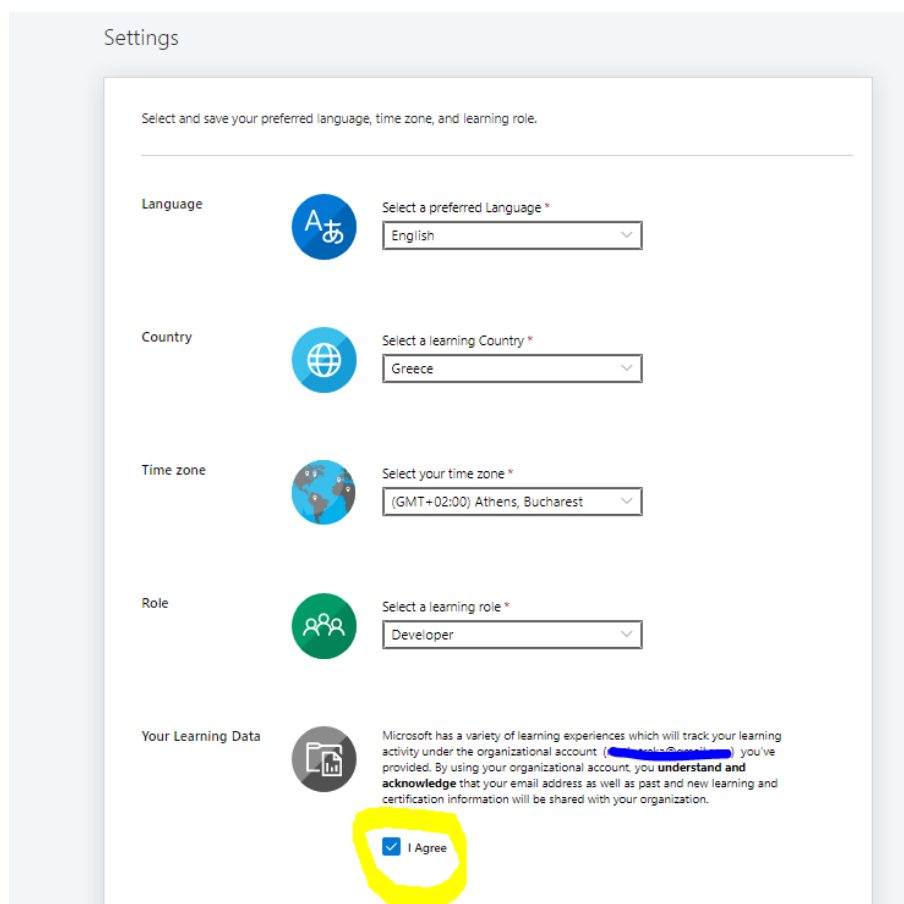 Settings
Select and save your preferred language, time zone, and learning role.
Language
Aあ
Select a preferred Language *
English
Country
Select a learning Country *
Greece
Time zone
Select your time zone *
(GMT+02:00) Athens, Bucharest
Role
Select a learning role *
Developer
Your Learning Data
Microsoft has a variety of learning experiences which will track your learning
activity under the organizational account ( ) you've
provided. By using your organizational account, you understand and
acknowledge that your email address as well as past and new learning and
certification information will be shared with your organization.
I Agree